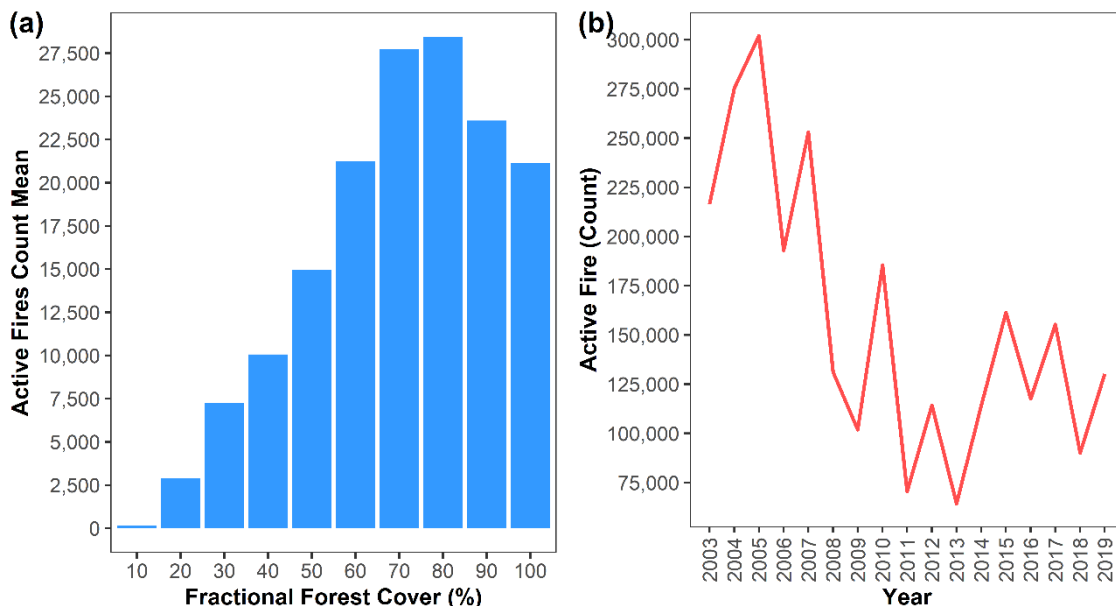 (a)
Active Fires Count Mean
27,500
25,000
22,500
20,000
17,500
15,000
12,500
10,000
7,500
5,000
2,500
0
10 20 30 40 50 60 70 80 90 100
Fractional Forest Cover (%)
(b)
Active Fire (Count)
300,000
275,000
250,000
225,000
200,000
175,000
150,000
125,000
100,000
75,000
2003 2004 2005 2006 2007 2008 2009 2010 2011 2012 2013 2014 2015 2016 2017 2018 2019
Year